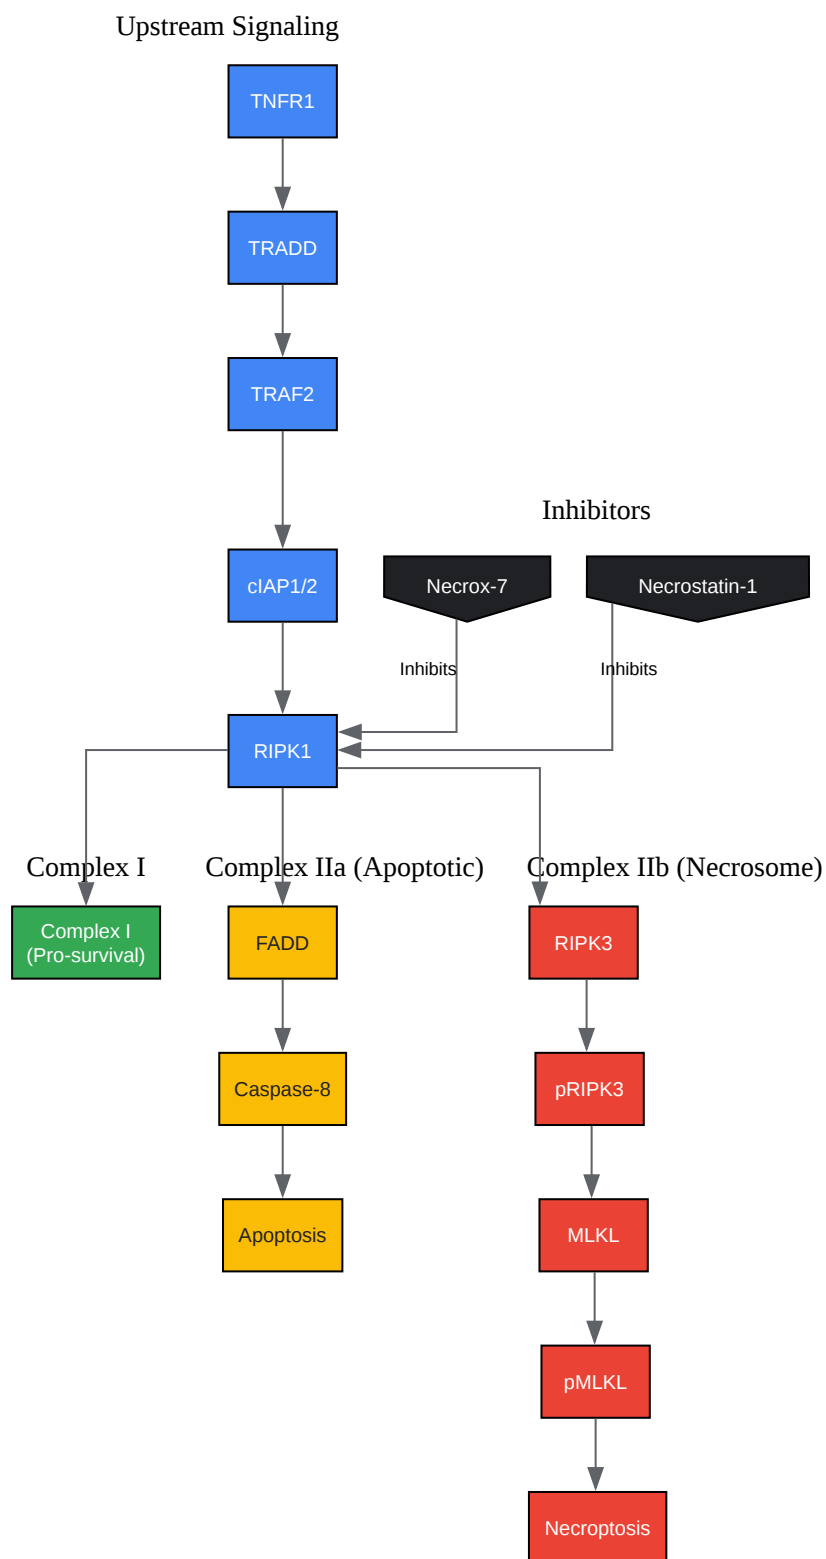 Upstream Signaling
TNFR1
TRADD
TRAF2
Inhibitors
cIAP1/2
Necrox-7
Necrostatin-1
Inhibits
Inhibits
RIPK1
Complex I
Complex IIa (Apoptotic)
Complex IIb (Necrosome)
Complex I
(Pro-survival)
FADD
RIPK3
Caspase-8
pRIPK3
Apoptosis
MLKL
pMLKL
Necroptosis